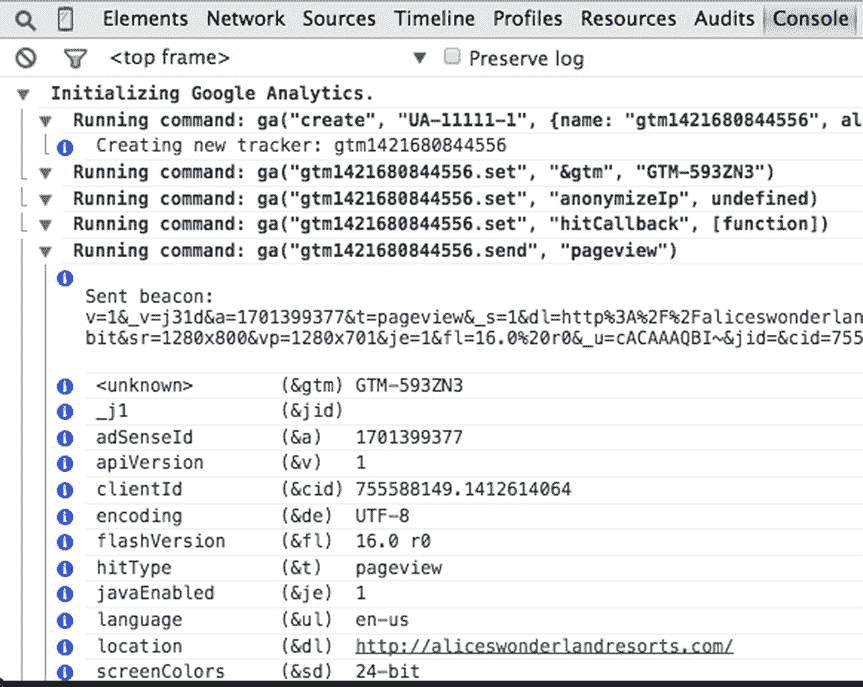 Elements Network Sources Timeline Profiles Resources Audits Console
<top frame> Preserve log
Initializing Google Analytics.
Running command: ga("create", "UA-11111-1", {name: "gtm1421680844556", al
Creating new tracker: gtm1421680844556
Running command: ga("gtm1421680844556.set", "&gtm", "GTM-593ZN3")
Running command: ga("gtm1421680844556.set", "anonymizeIp", undefined)
Running command: ga("gtm1421680844556.set", "hitCallback", [function])
Running command: ga("gtm1421680844556.send", "pageview")
Sent beacon:
v=1&_v=j31d&a=1701399377&t=pageview&_s=1&dl=http%3A%2F%2Faliceswonderlan
bit&sr=1280x800&vp=1280x701&je=1&fl=16.0%20r0&_u=cACAAAQBI~&jid=&cid=755
<unknown> (&gtm) GTM-593ZN3
_j1 (&jid)
adSenseId (&a) 1701399377
apiVersion (&v) 1
clientId (&cid) 755588149.1412614064
encoding (&de) UTF-8
flashVersion (&fl) 16.0 r0
hitType (&t) pageview
javaEnabled (&je) 1
language (&ul) en-us
location (&dl) http://aliceswonderlandresorts.com/
screenColors (&sd) 24-bit